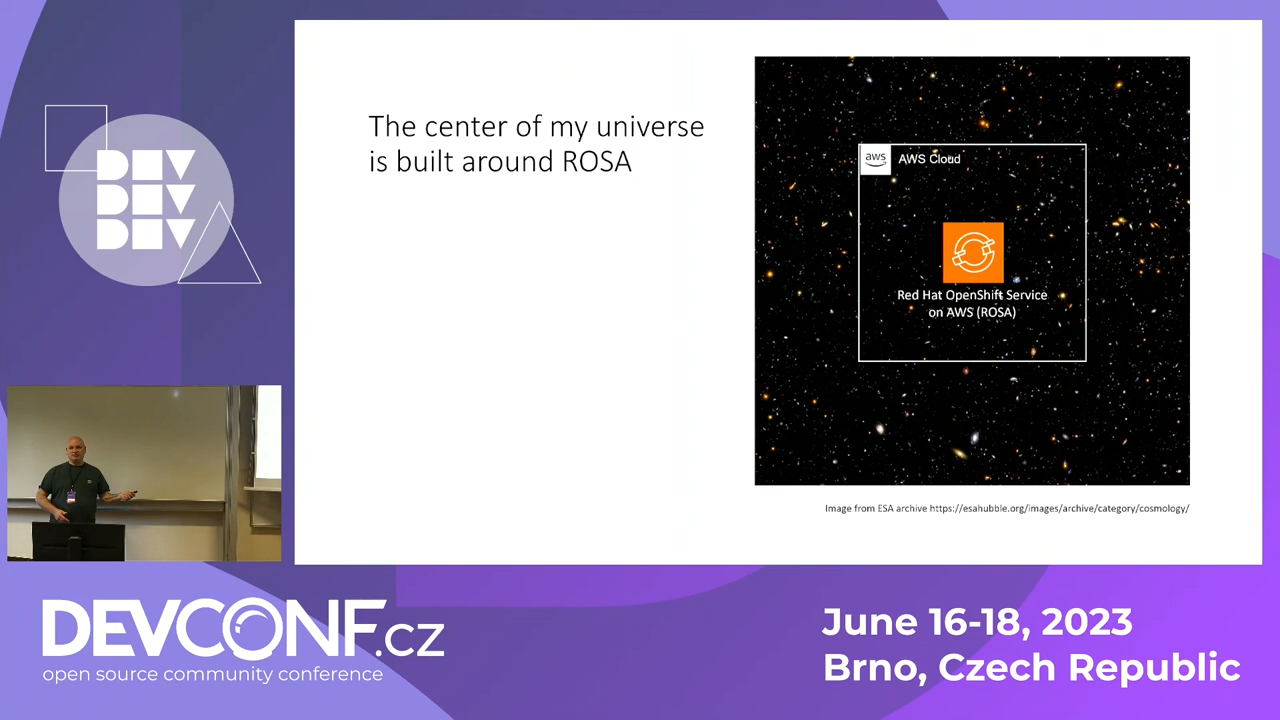 The center of my universe
is built around ROSA
aws
AWS Cloud
Red Hat OpenShift Service
on AWS (ROSA)
Image from ESA archive https://esahubble.org/images/archive/category/cosmology/
DEV
DEV
DEV
DEVCONF.cz
open source community conference
June 16-18, 2023
Brno, Czech Republic